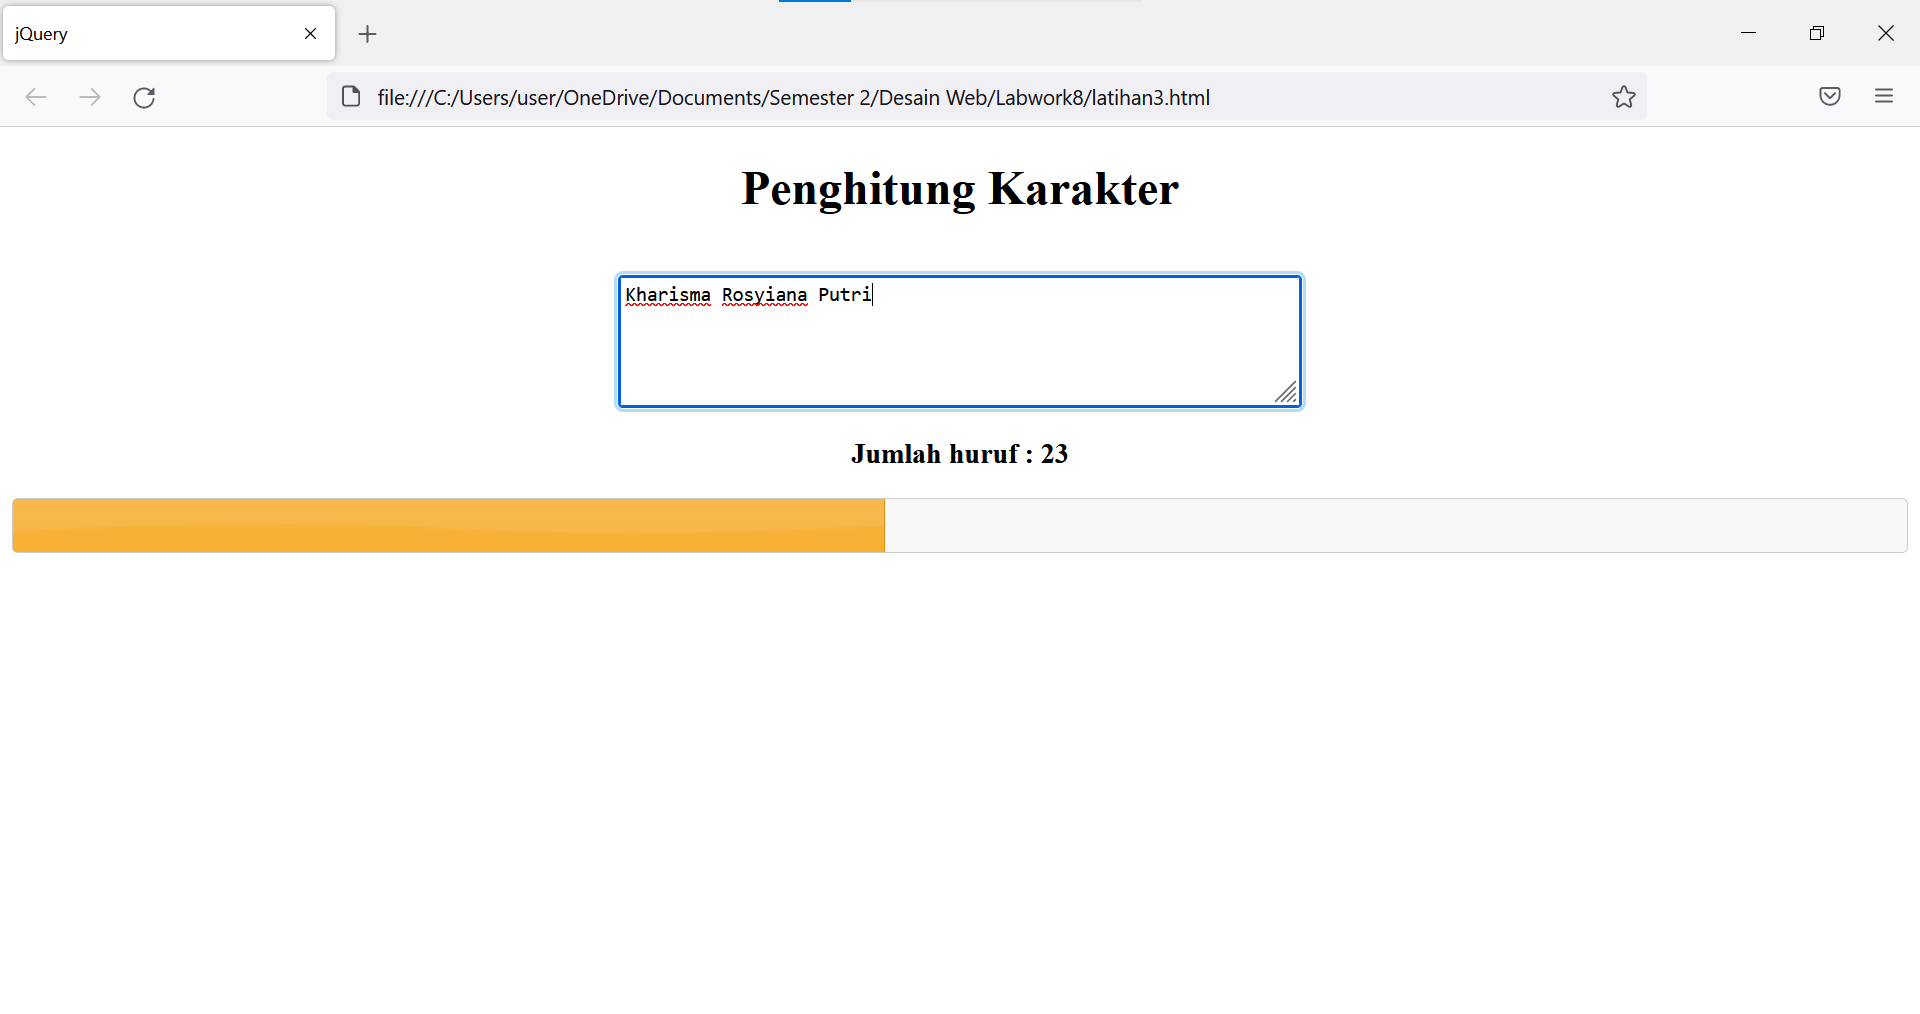 jQuery
file:///C:/Users/user/OneDrive/Documents/Semester 2/Desain Web/Labwork8/latihan3.html
Penghitung Karakter
Kharisma Rosyiana Putri
Jumlah huruf : 23